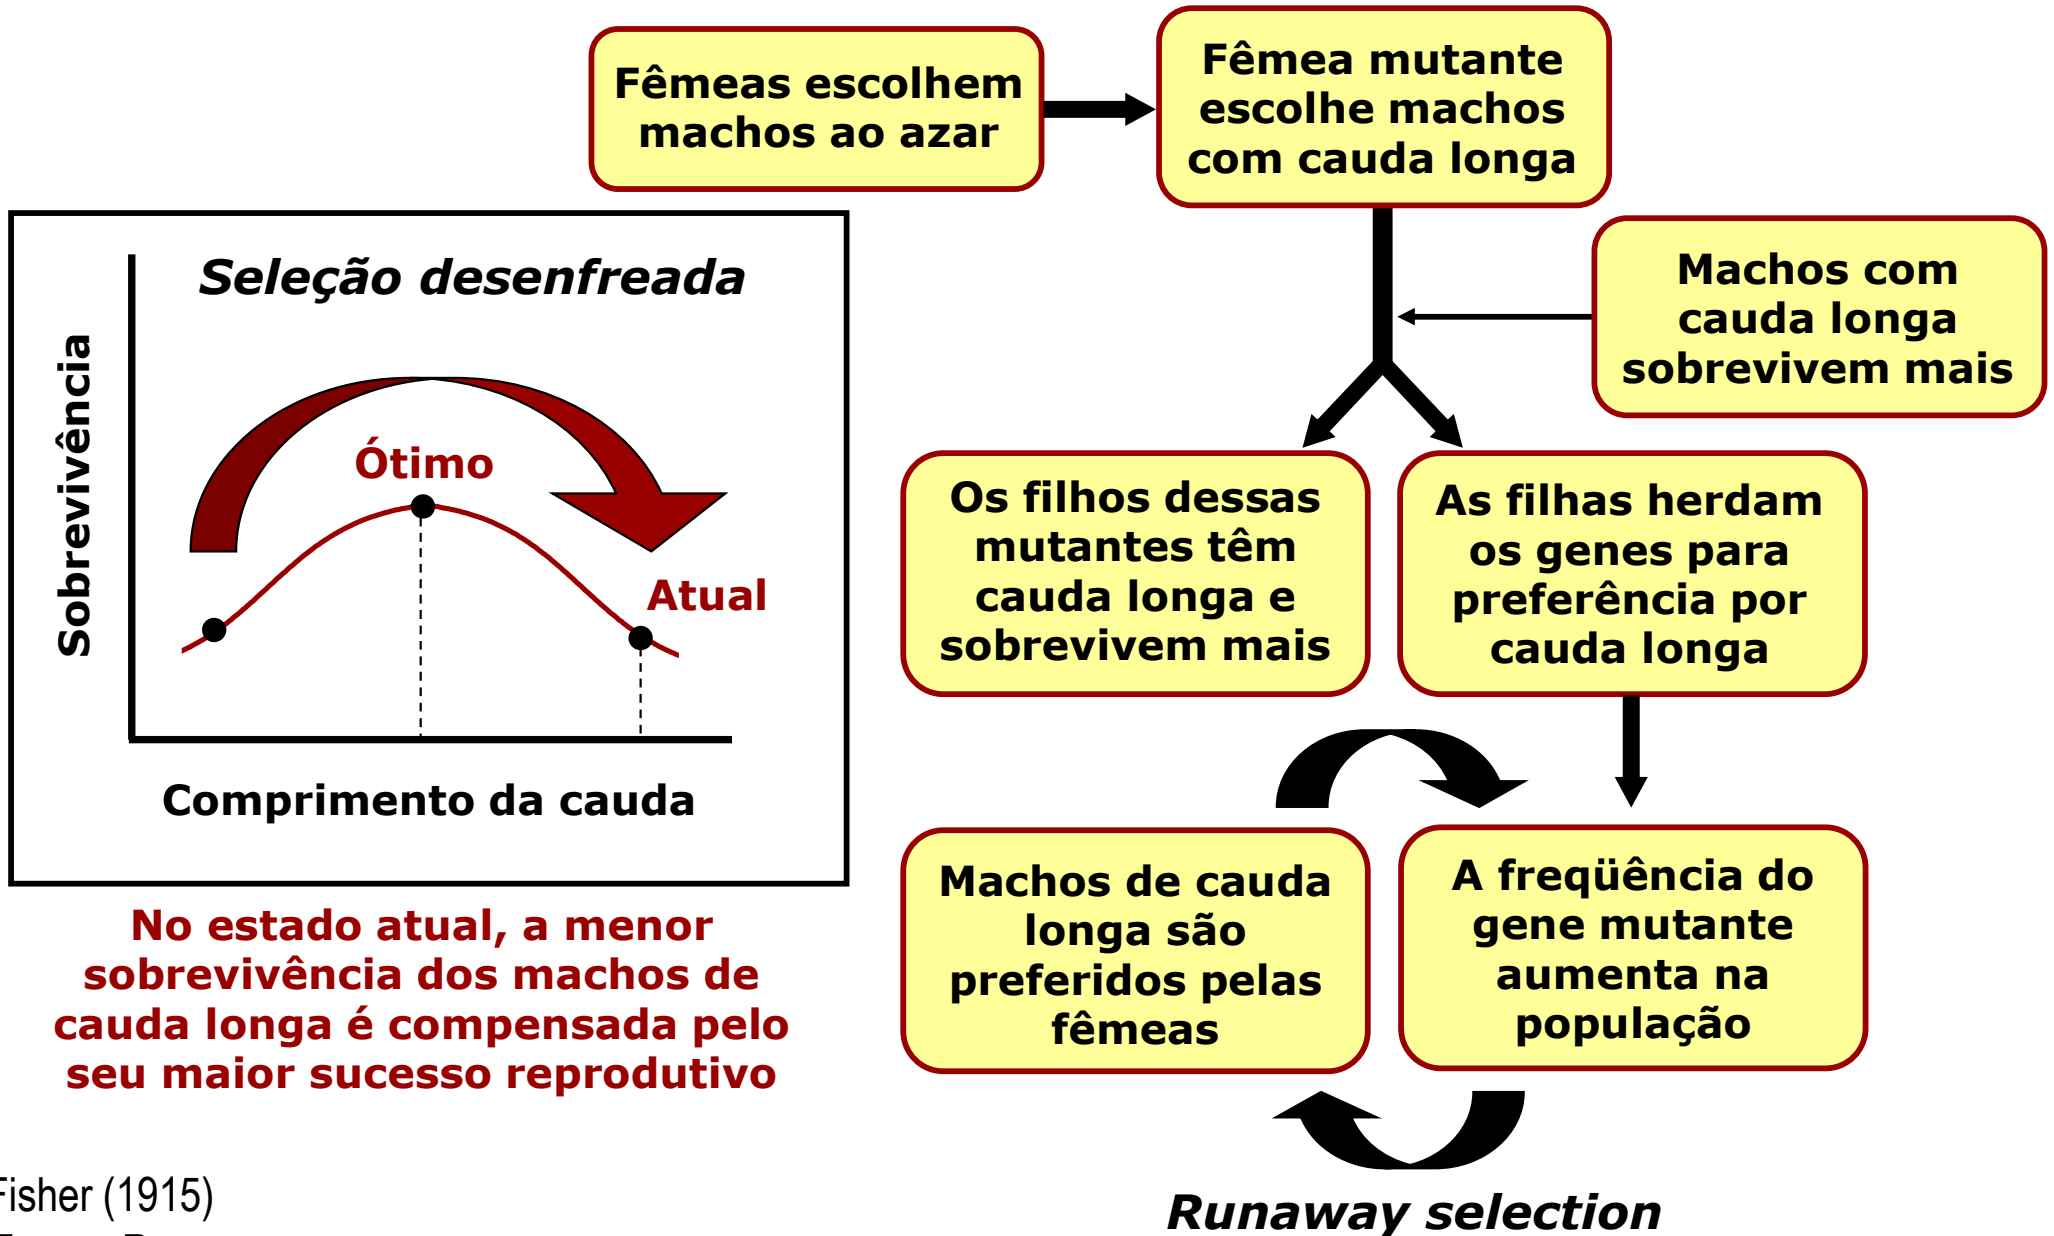 Fêmeas escolhem
machos ao azar
Fêmea mutante
escolhe machos
com cauda longa
Machos com
cauda longa
sobrevivem mais
Seleção desenfreada
Sobrevivência
Ótimo
Atual
Comprimento da cauda
Os filhos dessas
mutantes têm
cauda longa e
sobrevivem mais
As filhas herdam
os genes para
preferência por
cauda longa
Machos de cauda
longa são
preferidos pelas
fêmeas
A freqüência do
gene mutante
aumenta na
população
No estado atual, a menor
sobrevivência dos machos de
cauda longa é compensada pelo
seu maior sucesso reprodutivo
Fisher (1915)
Runaway selection